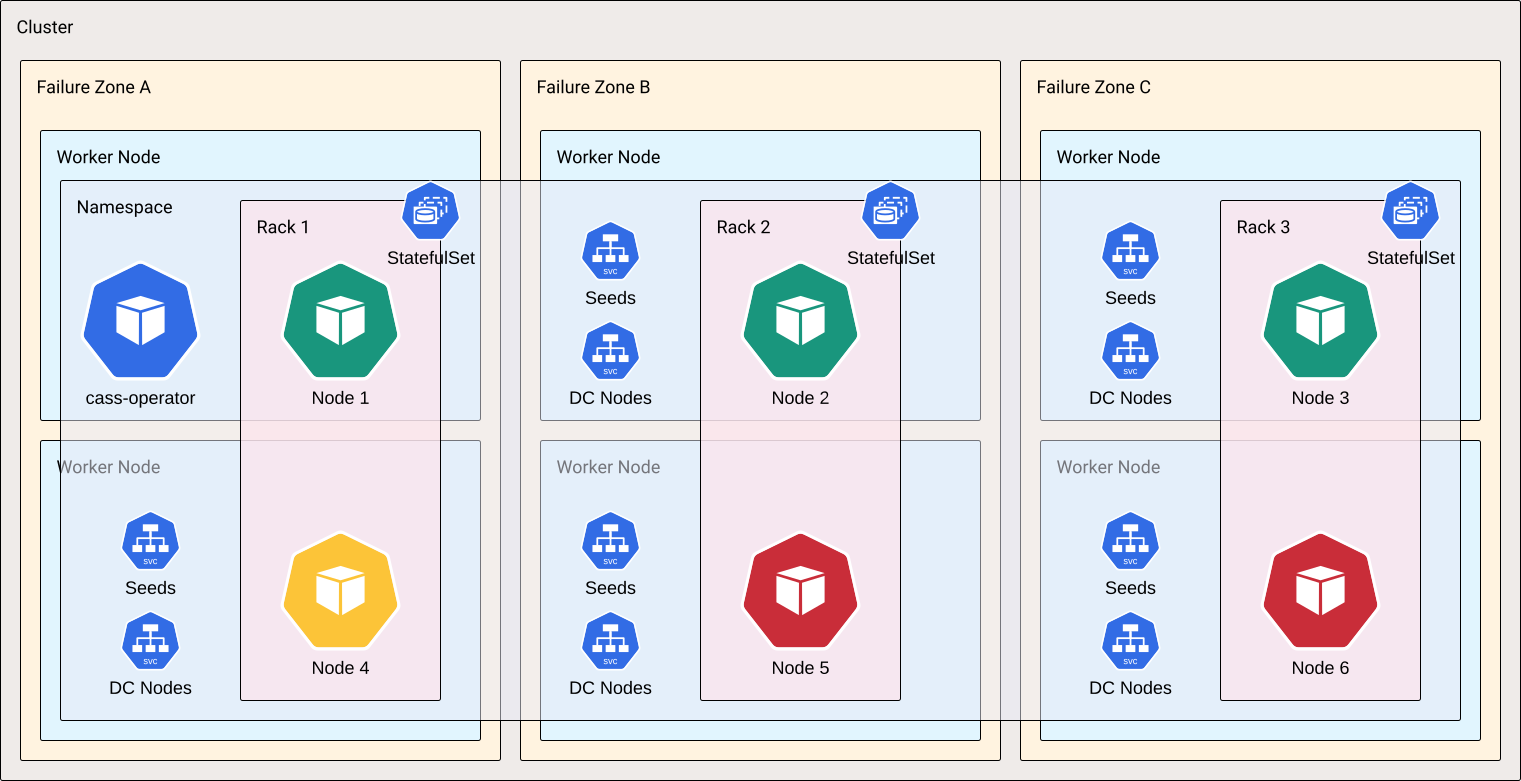 Cluster
Failure Zone A
Failure Zone B
Failure Zone C
Worker Node
Worker Node
Worker Node
Namespace
Rack 1
StatefulSet
cass-operator
Node 1
Rack 2
StatefulSet
svc
Seeds
svc
DC Nodes
Node 2
Rack 3
StatefulSet
svc
Seeds
svc
DC Nodes
Node 3
Worker Node
Worker Node
Worker Node
svc
Seeds
svc
DC Nodes
Node 4
svc
Seeds
svc
DC Nodes
Node 5
svc
Seeds
svc
DC Nodes
Node 6